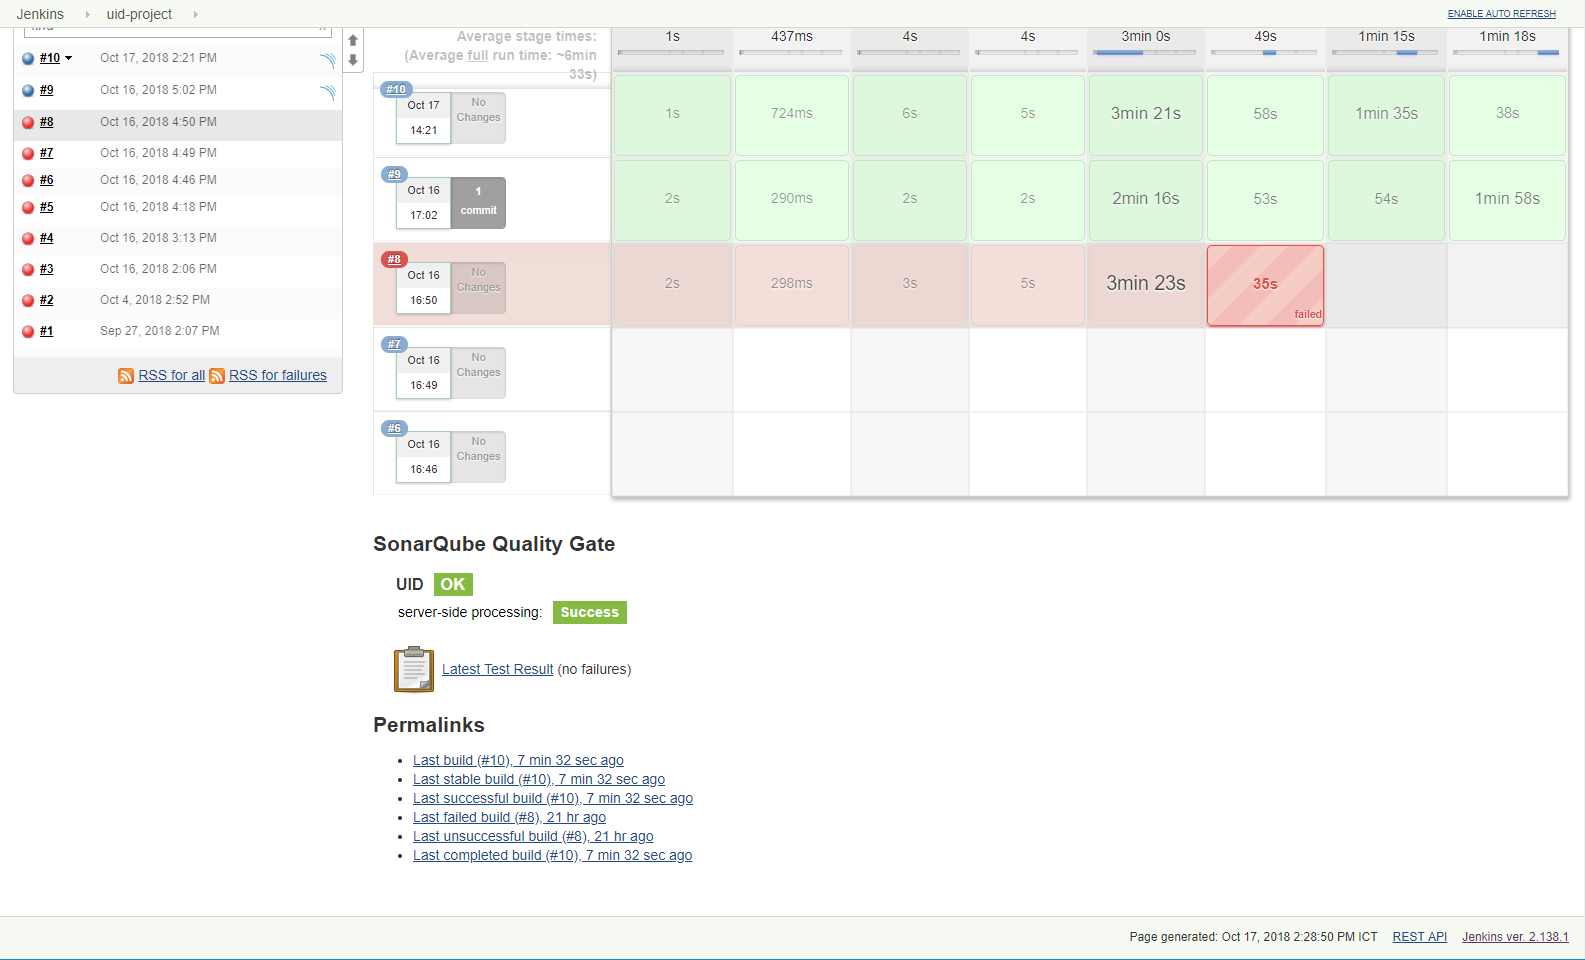 Jenkins uid-project
ENABLE AUTO REFRESH
#10 Oct 17, 2018 2:21 PM
#9 Oct 16, 2018 5:02 PM
#8 Oct 16, 2018 4:50 PM
#7 Oct 16, 2018 4:49 PM
#6 Oct 16, 2018 4:46 PM
#5 Oct 16, 2018 4:18 PM
#4 Oct 16, 2018 3:13 PM
#3 Oct 16, 2018 2:06 PM
#2 Oct 4, 2018 2:52 PM
#1 Sep 27, 2018 2:07 PM
RSS for all RSS for failures
Average stage times:
(Average full run time: ~6min
33s)
1s 437ms 4s 4s 3min 0s 49s 1min 15s 1min 18s
#10
Oct 17
14:21
No
Changes
1s 724ms 6s 5s 3min 21s 58s 1min 35s 38s
#9
Oct 16
17:02
1
commit
2s 290ms 2s 2s 2min 16s 53s 54s 1min 58s
#8
Oct 16
16:50
No
Changes
2s 298ms 3s 5s 3min 23s 35s
failed
#7
Oct 16
16:49
No
Changes
#6
Oct 16
16:46
No
Changes
SonarQube Quality Gate
UID OK
server-side processing: Success
Latest Test Result (no failures)
Permalinks
Last build (#10), 7 min 32 sec ago
Last stable build (#10), 7 min 32 sec ago
Last successful build (#10), 7 min 32 sec ago
Last failed build (#8), 21 hr ago
Last unsuccessful build (#8), 21 hr ago
Last completed build (#10), 7 min 32 sec ago
Page generated: Oct 17, 2018 2:28:50 PM ICT REST API Jenkins ver. 2.138.1